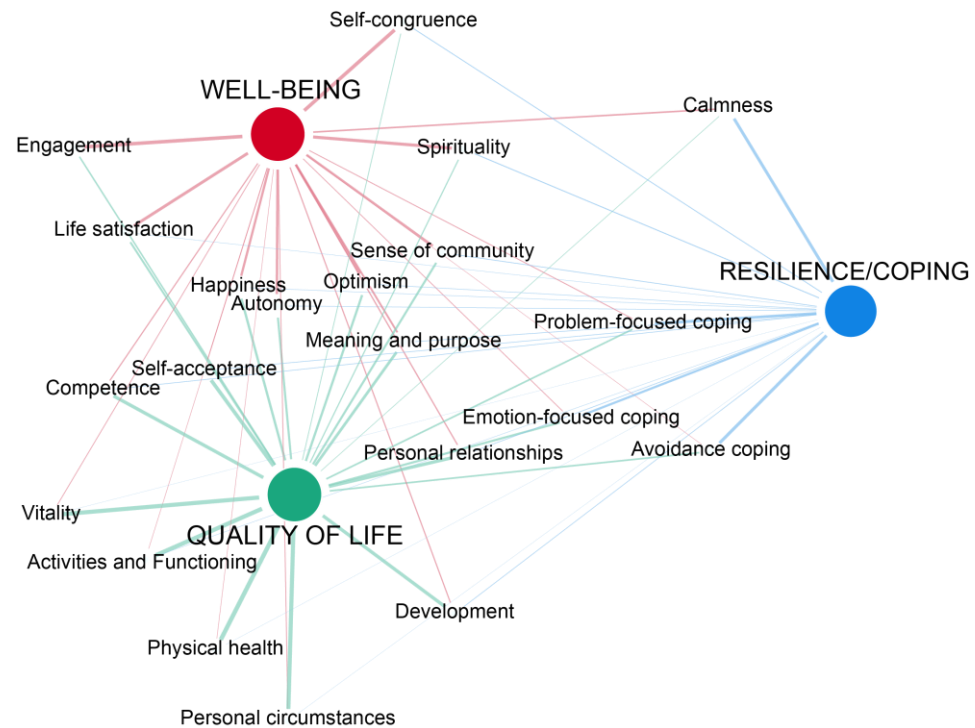 Self-congruence
WELL-BEING
Calmness
Engagement
Spirituality
Life satisfaction
Sense of community
RESILIENCE/COPING
Happiness
Optimism
Autonomy
Problem-focused coping
Meaning and purpose
Self-acceptance
Competence
Emotion-focused coping
Personal relationships
Avoidance coping
Vitality
QUALITY OF LIFE
Activities and Functioning
Development
Physical health
Personal circumstances